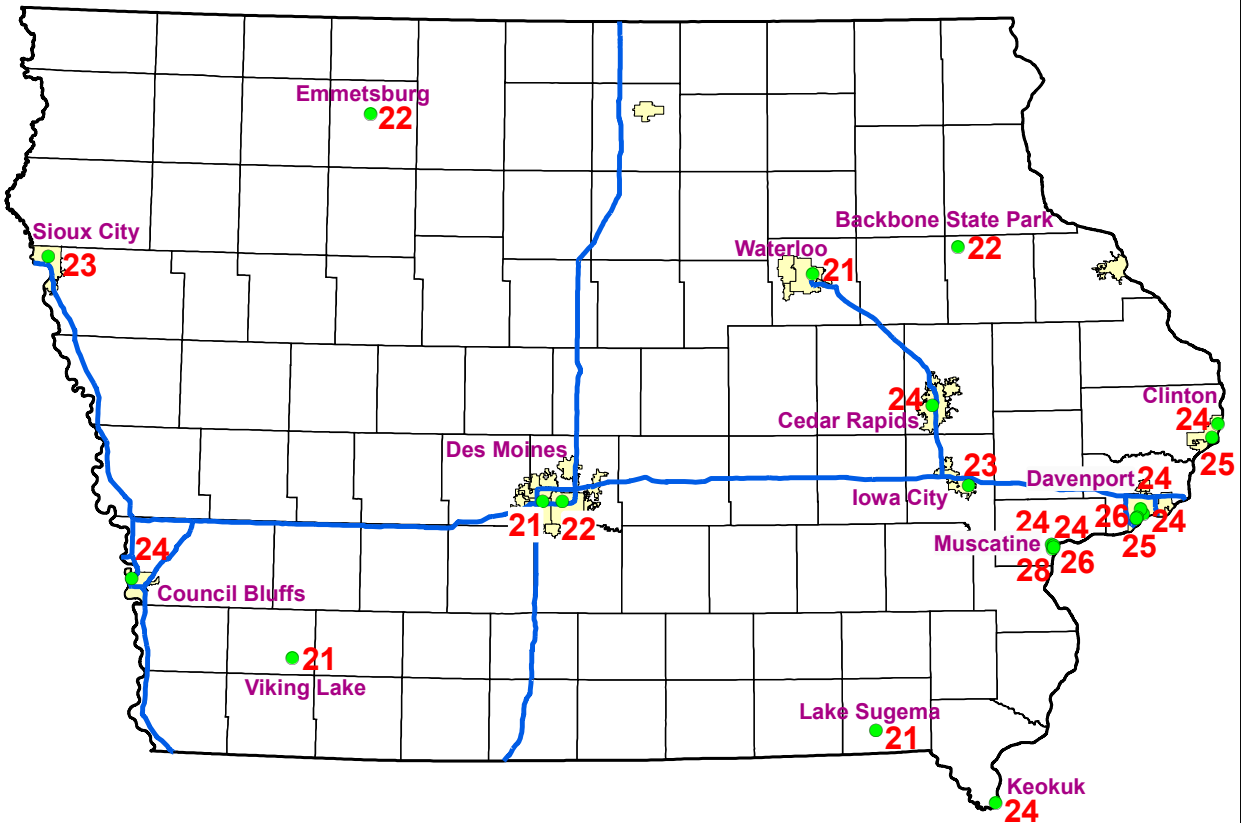 Emmetsburg
22
Sioux City
23
Backbone State Park
22
Waterloo
21
Clinton
24
25
24
Cedar Rapids
Des Moines
21
22
23
Iowa City
Davenport
24
26
24
25
24
24
Muscatine
28
26
24
Council Bluffs
21
Viking Lake
Lake Sugema
21
Keokuk
24